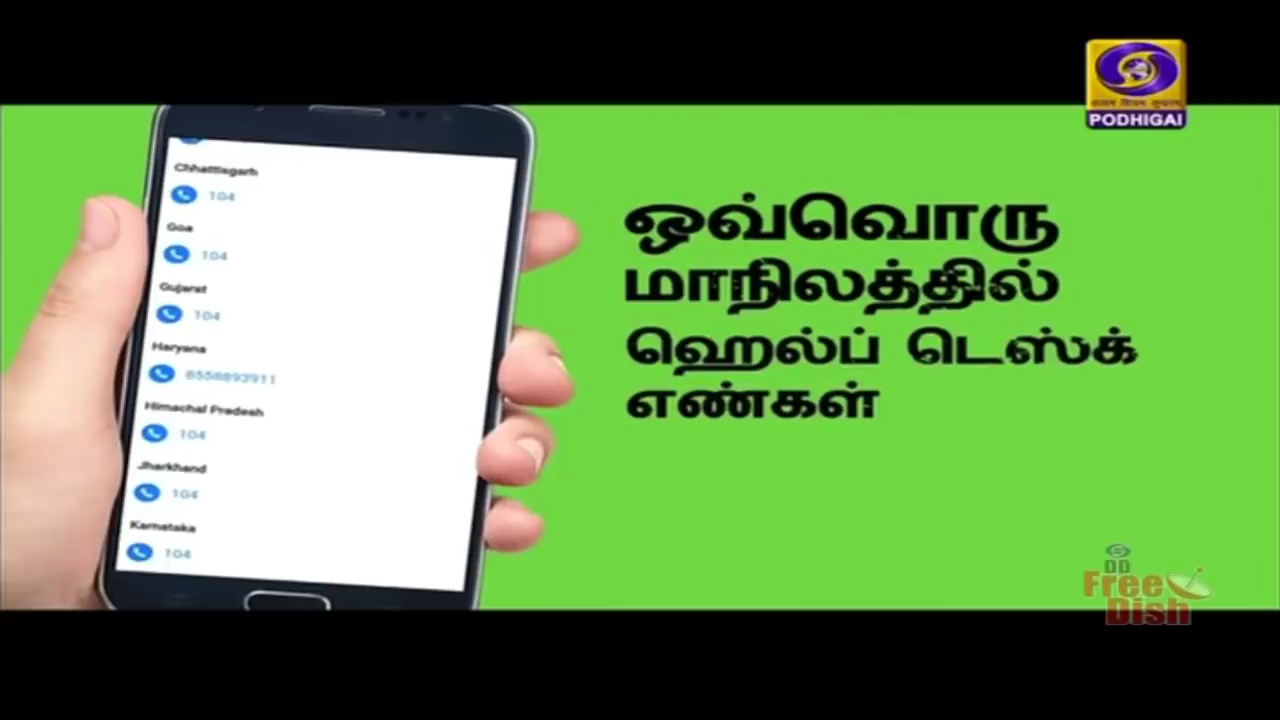 PODHIGAI
Chhattisgarh
104
Goa
104
Gujarat
104
Haryana
8558893911
Himachal Pradesh
104
Jharkhand
104
Karnataka
104
ஒவ்வொரு
மாநிலத்தில்
ஹெல்ப் டெஸ்க்
எண்கள்
DD
Free
Dish